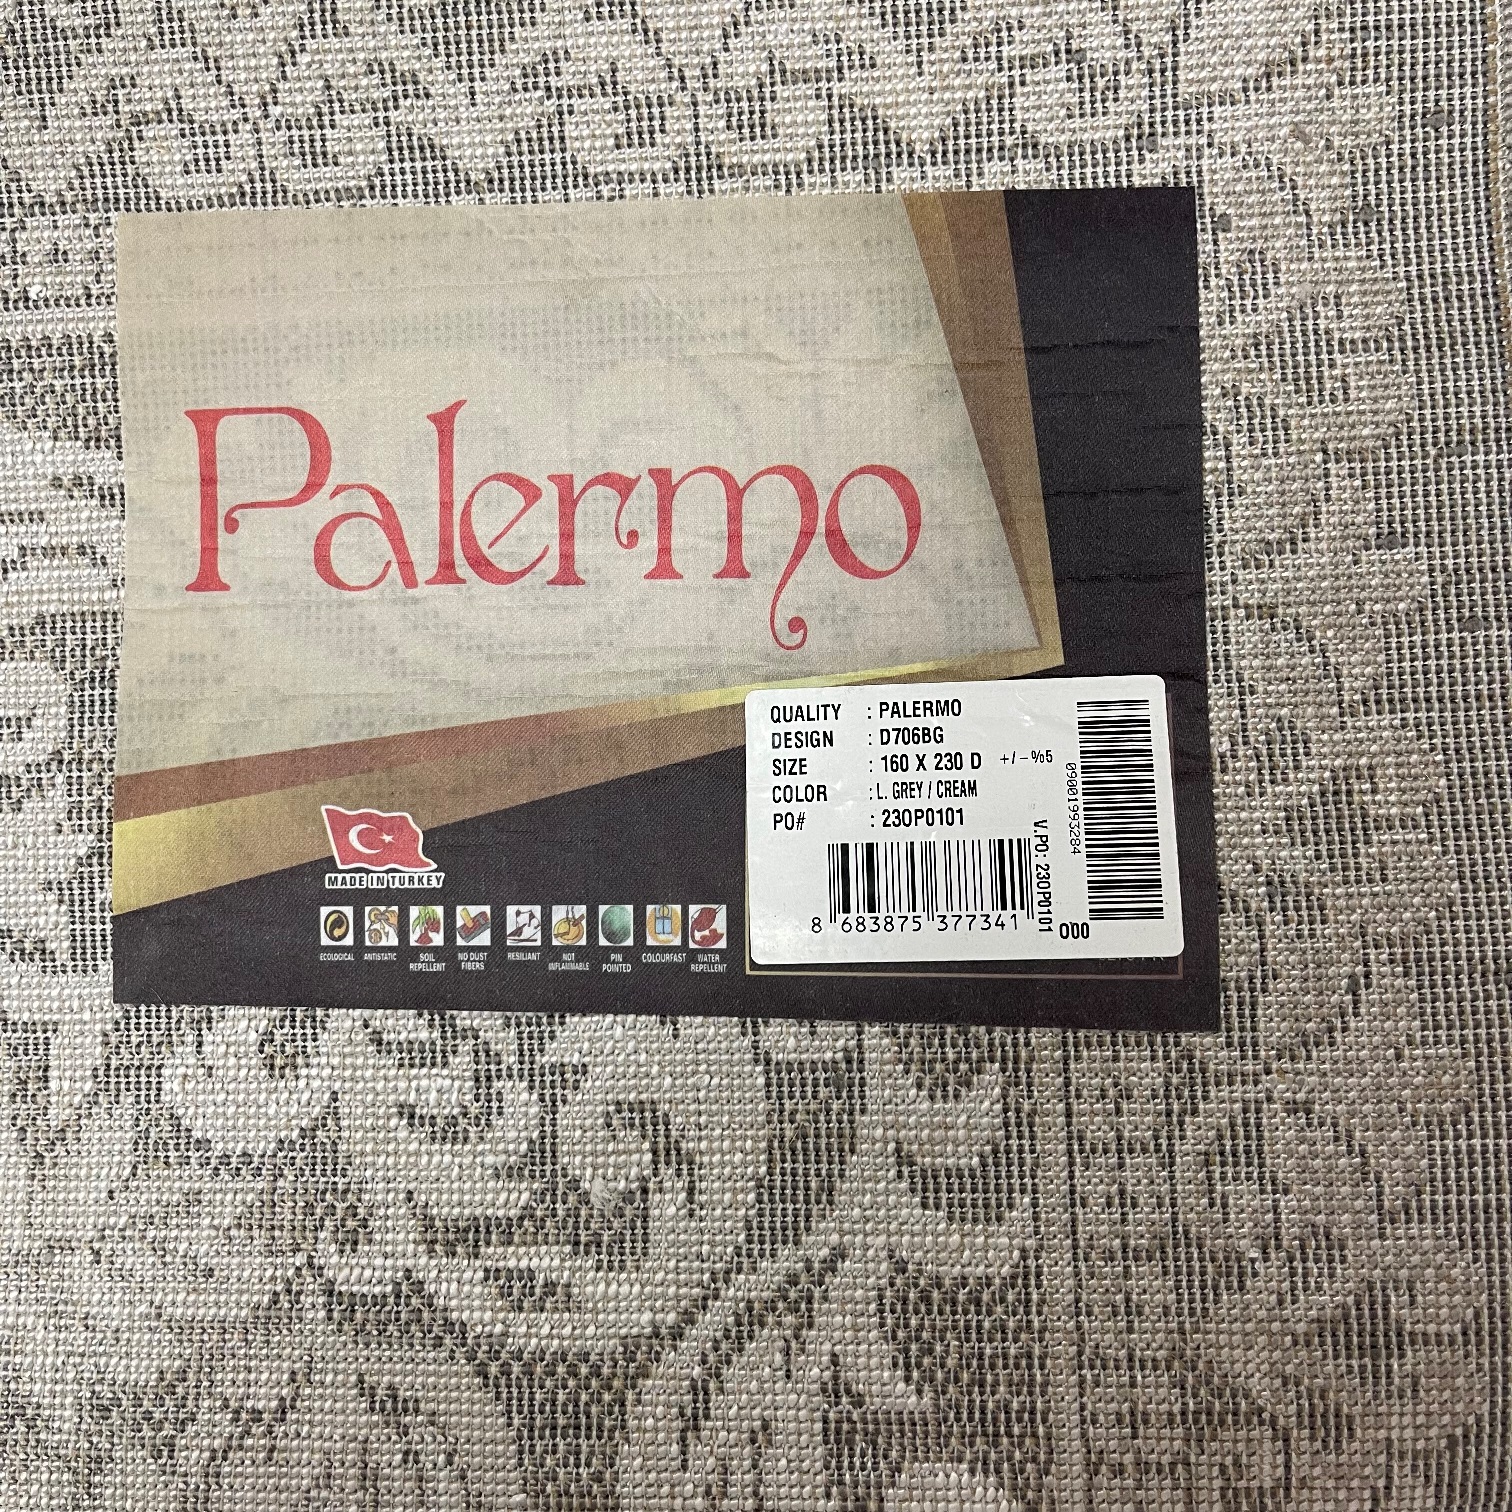 Palermo
QUALITY : PALERMO
DESIGN : D706BG
SIZE : 160 X 230 D +/-%5
COLOR : L. GREY / CREAM
PO# : 230P0101
V.PO: 230P0101
09001993284
8 683875 377341
000
MADE IN TURKEY
ECOLOGICAL
ANTISTATIC
SOIL REPELLENT
NO DUST FIBERS
RESILIANT
NOT INFLAMMABLE
PIN POINTED
COLOURFAST
WATER REPELLENT